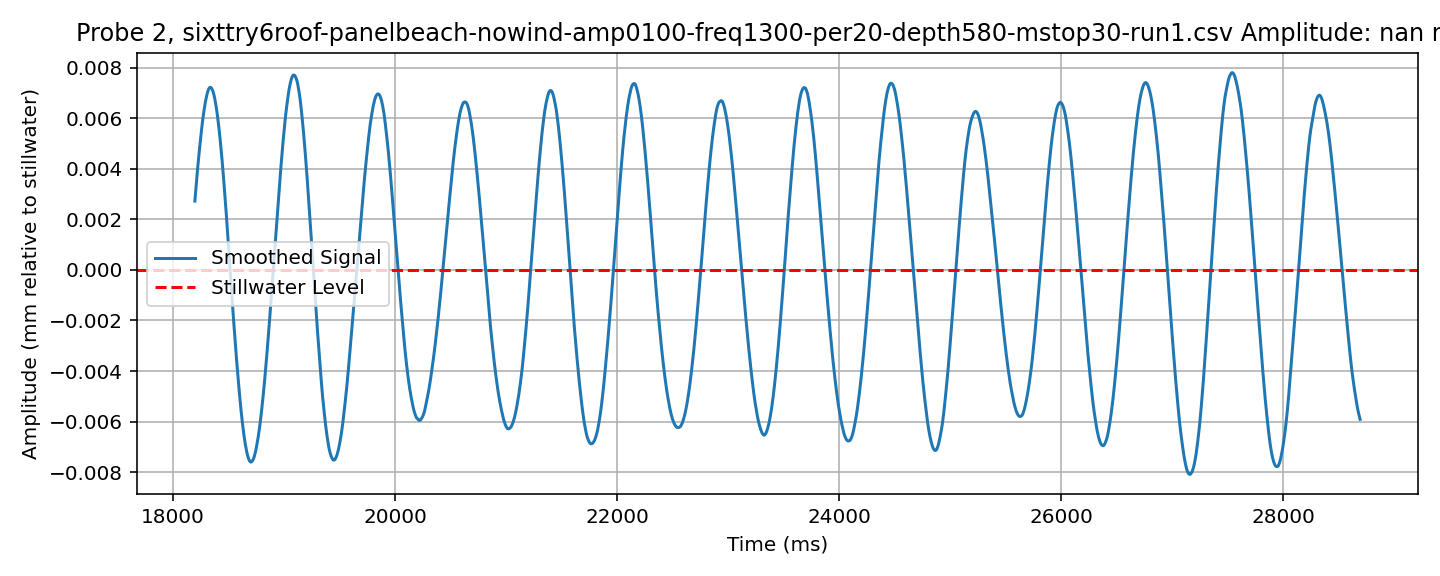 Probe 2, sixttry6roof-panelbeach-nowind-amp0100-freq1300-per20-depth580-mstop30-run1.csv Amplitude: nan
Amplitude (mm relative to stillwater)
0.008
0.006
0.004
0.002
0.000
−0.002
−0.004
−0.006
−0.008
Smoothed Signal
Stillwater Level
18000 20000 22000 24000 26000 28000
Time (ms)